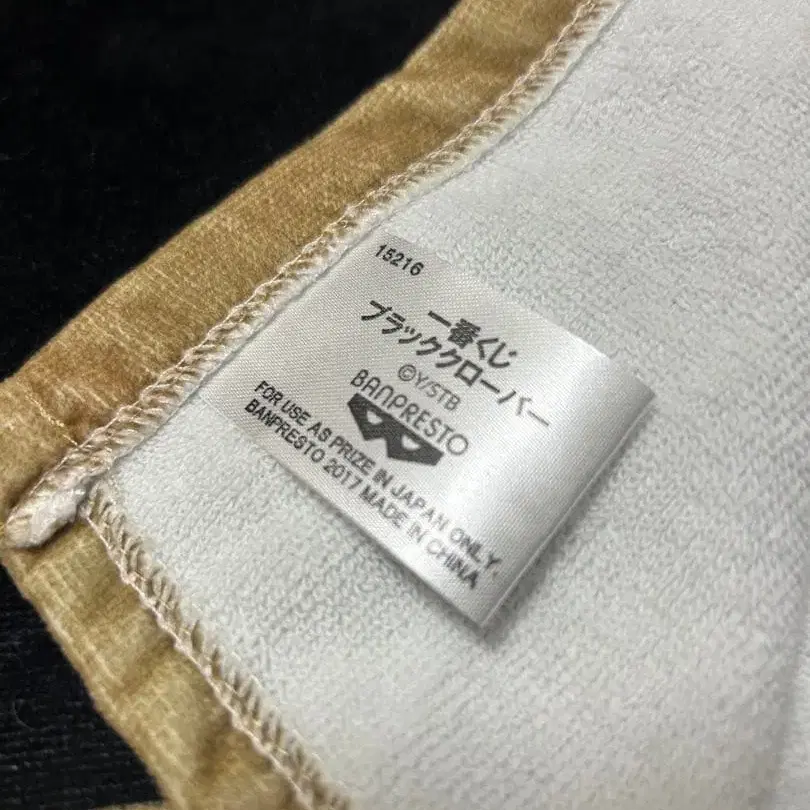 15216
一番くじ
ブラッククローバー
©Y/STB
BANPRESTO
FOR USE AS PRIZE IN JAPAN ONLY.
BANPRESTO 2017 MADE IN CHINA